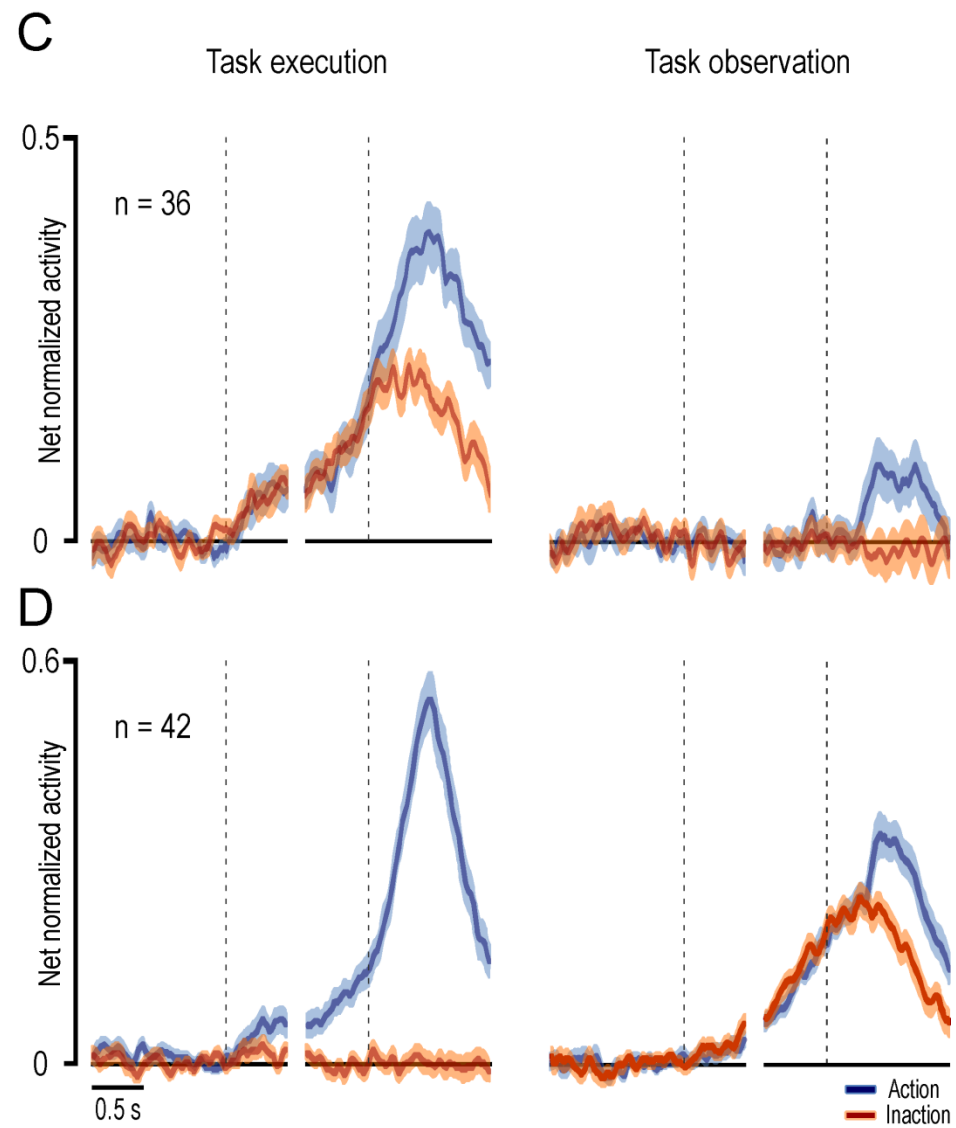 C
Task execution
Task observation
0.5
n = 36
Net normalized activity
0
D
0.6
n = 42
Net normalized activity
0
0.5 s
Action
Inaction